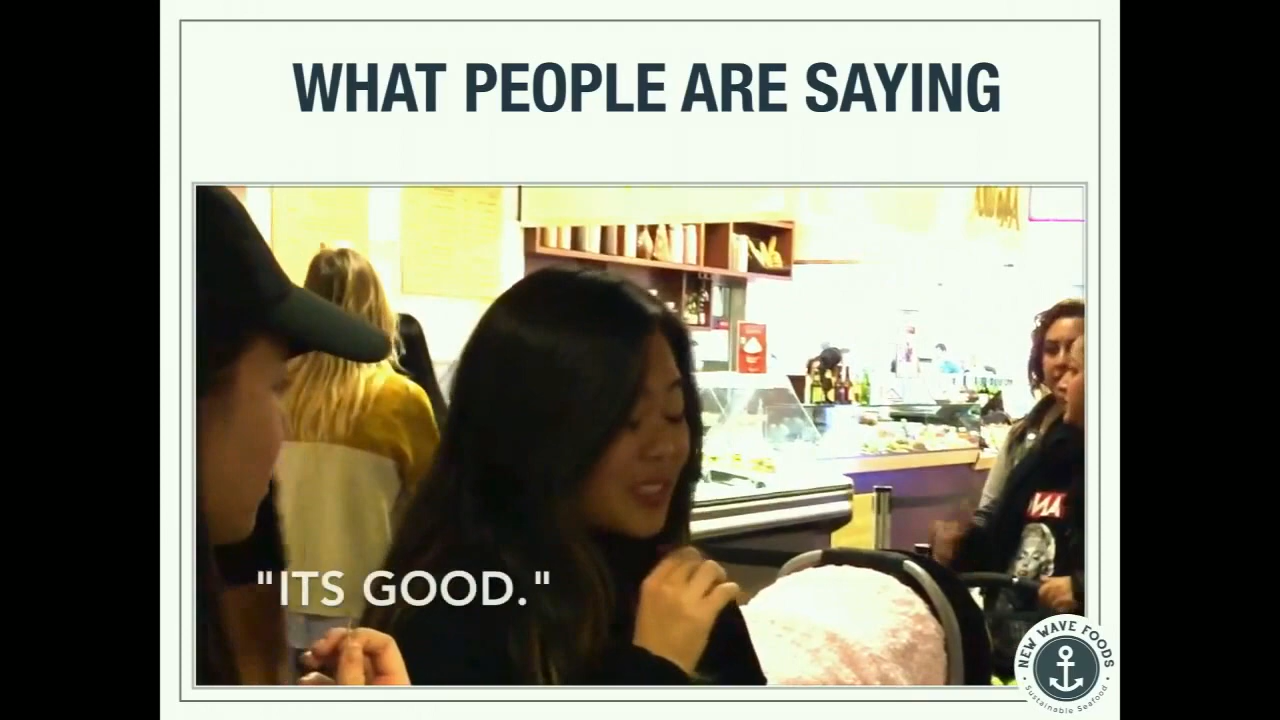 WHAT PEOPLE ARE SAYING
"ITS GOOD."
NEW WAVE FOODS
Sustainable Seafood